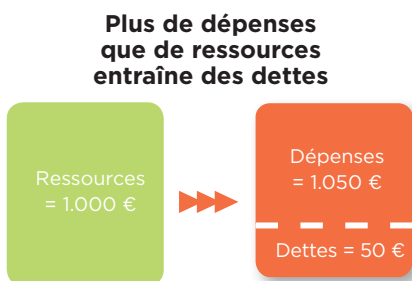 Plus de dépenses
que de ressources
entraîne des dettes
Ressources
= 1.000 €
Dépenses
= 1.050 €
Dettes = 50 €